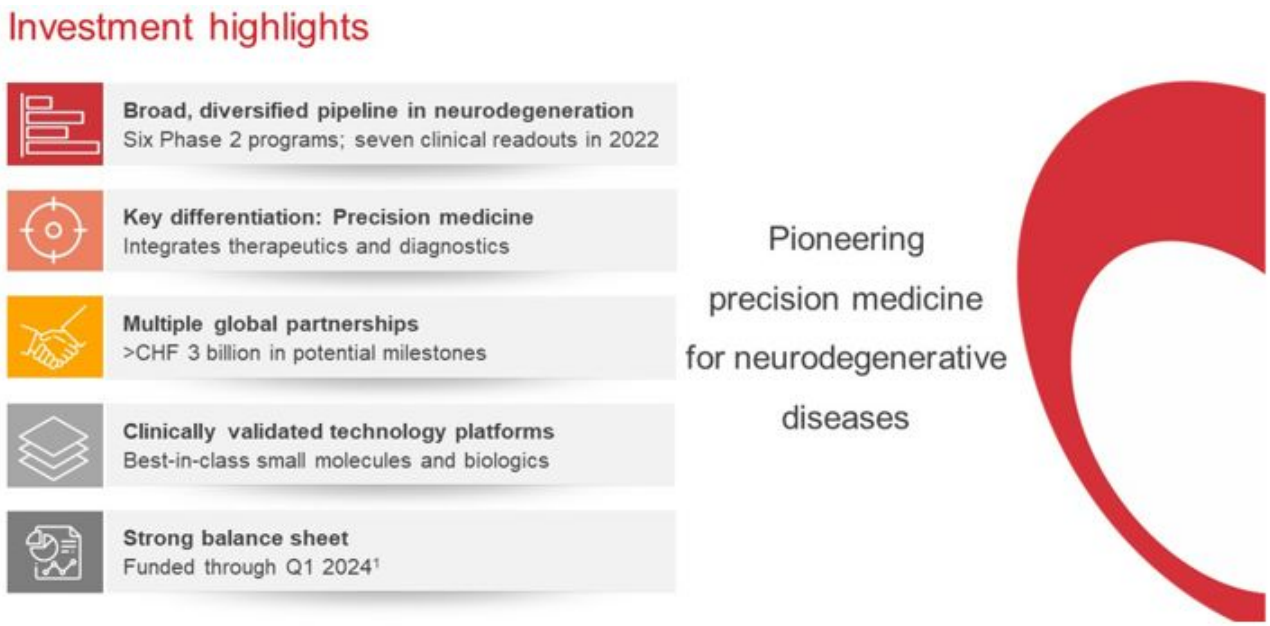 Investment highlights
Broad, diversified pipeline in neurodegeneration
Six Phase 2 programs; seven clinical readouts in 2022
Key differentiation: Precision medicine
Integrates therapeutics and diagnostics
Multiple global partnerships
>CHF 3 billion in potential milestones
Clinically validated technology platforms
Best-in-class small molecules and biologics
Strong balance sheet
Funded through Q1 2024¹
Pioneering
precision medicine
for neurodegenerative
diseases